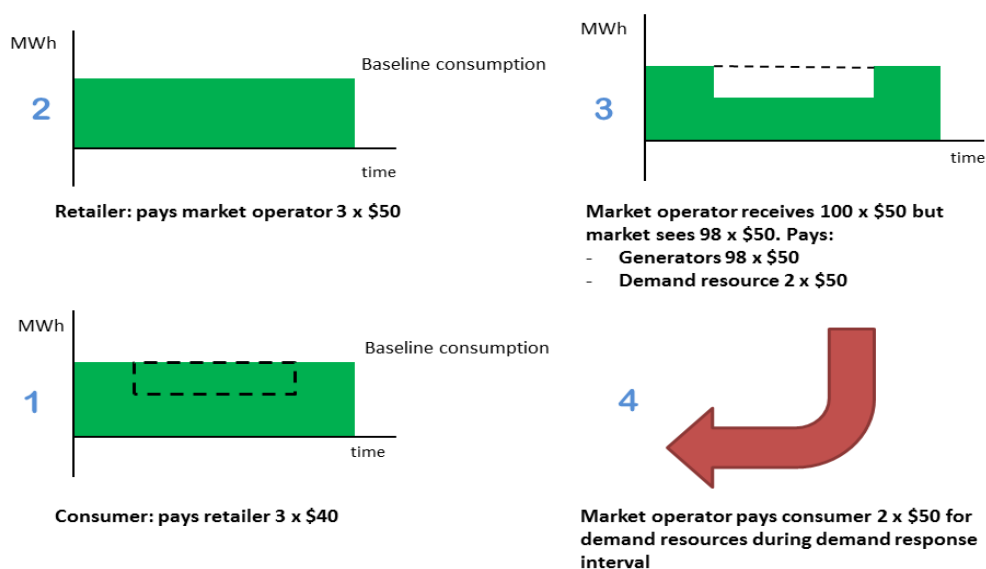 MWh
Baseline consumption
2
time
Retailer: pays market operator 3 x $50
MWh
3
time
Market operator receives 100 x $50 but
market sees 98 x $50. Pays:
- Generators 98 x $50
- Demand resource 2 x $50
MWh
Baseline consumption
1
time
Consumer: pays retailer 3 x $40
4
Market operator pays consumer 2 x $50 for
demand resources during demand response
interval